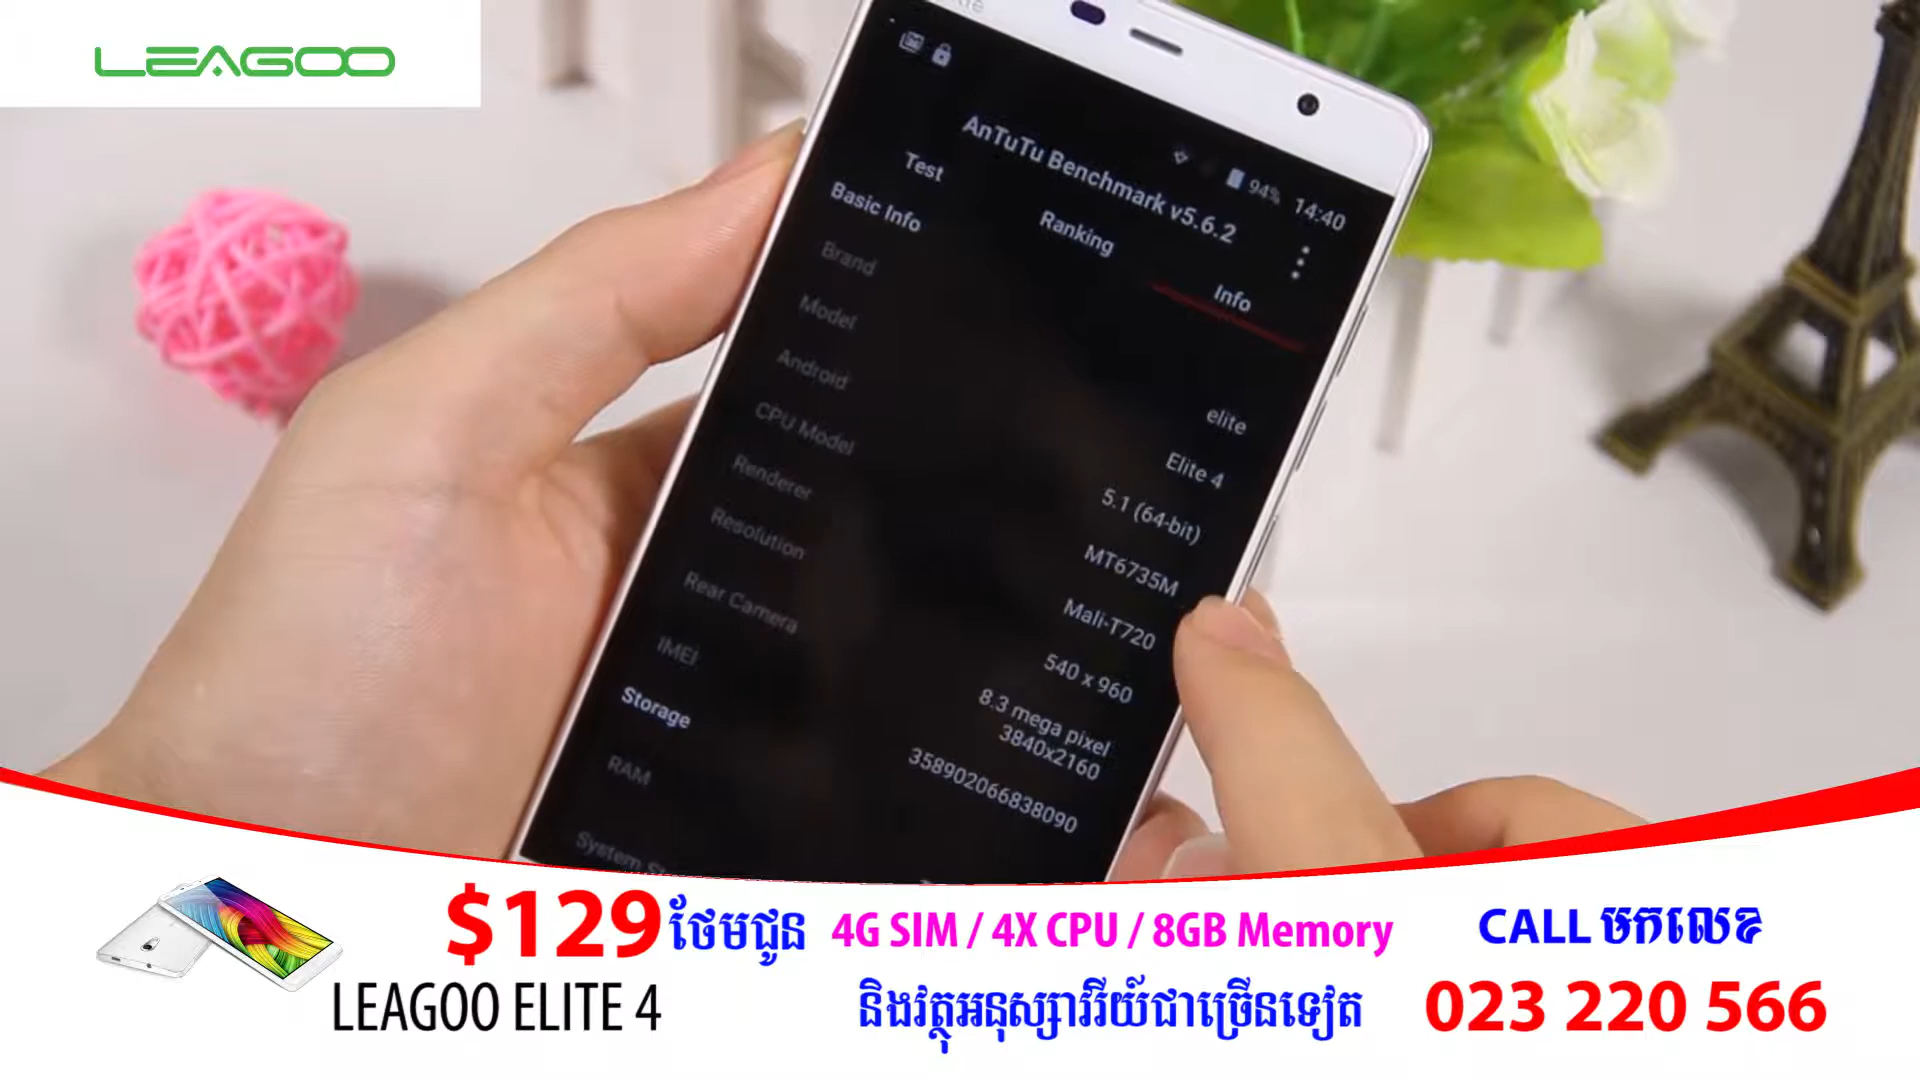 LEAGOO
94% 14:40
AnTuTu Benchmark v5.6.2
Test Ranking Info
Basic Info
Brand elite
Model Elite 4
Android 5.1 (64-bit)
CPU Model MT6735M
Renderer Mali-T720
Resolution 540 x 960
Rear Camera 8.3 mega pixel
3840x2160
IMEI 358902066838090
Storage
RAM
System
$129 ថែមជូន 4G SIM / 4X CPU / 8GB Memory
LEAGOO ELITE 4
និងវត្ថុអនុស្សាវរីយ៍ជាច្រើនទៀត
CALL មកលេខ
023 220 566